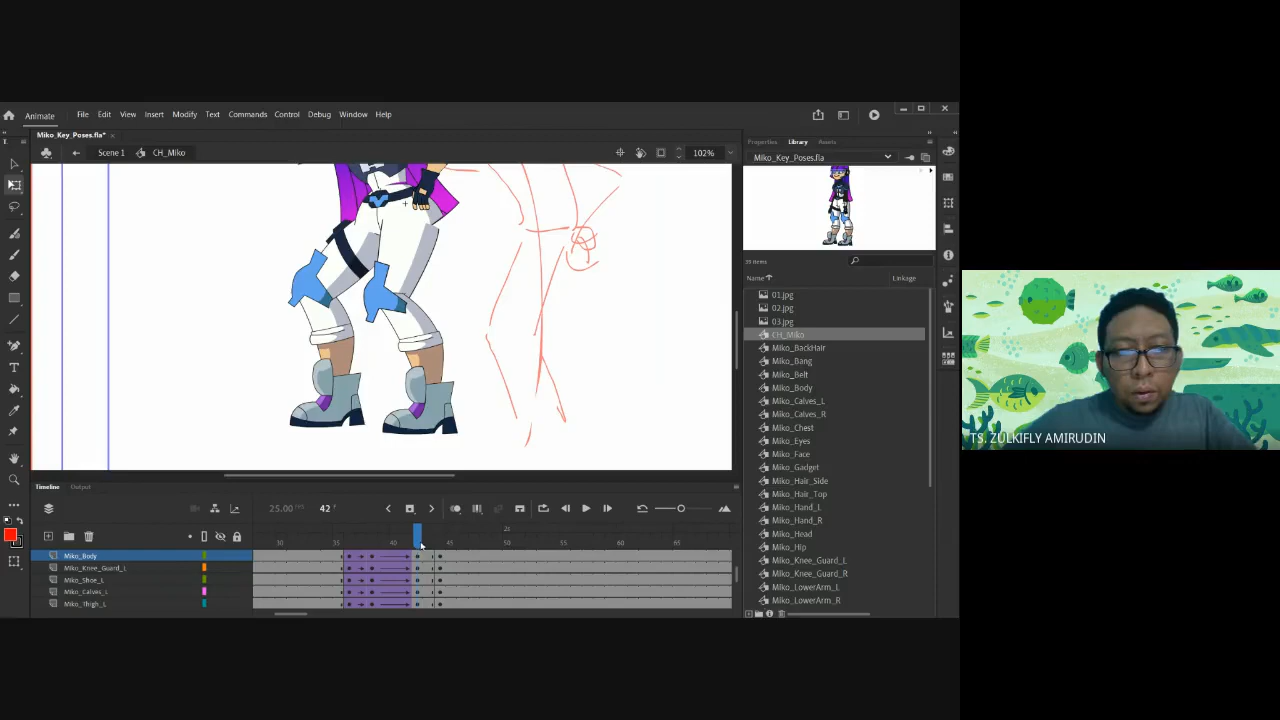 Animate File Edit View Insert Modify Text Commands Control Debug Window Help
Miko_Key_Poses.fla*
Scene 1 CH_Miko 102%
Properties Library Assets
Miko_Key_Poses.fla
Name Linkage
01.jpg
02.jpg
03.jpg
CH_Miko
Miko_BackHair
Miko_Bang
Miko_Belt
Miko_Body
Miko_Calves_L
Miko_Calves_R
Miko_Chest
Miko_Eyes
Miko_Face
Miko_Gadget
Miko_Hair_Side
Miko_Hair_Top
Miko_Hand_L
Miko_Hand_R
Miko_Head
Miko_Hip
Miko_Knee_Guard_L
Miko_Knee_Guard_R
Miko_LowerArm_L
Miko_LowerArm_R
Timeline Output
25.00 FPS 42
2s
30 35 40 45 50 55 60 65
Miko_Body
Miko_Knee_Guard_L
Miko_Shoe_L
Miko_Calves_L
Miko_Thigh_L
TS. ZULKIFLY AMIRUDIN